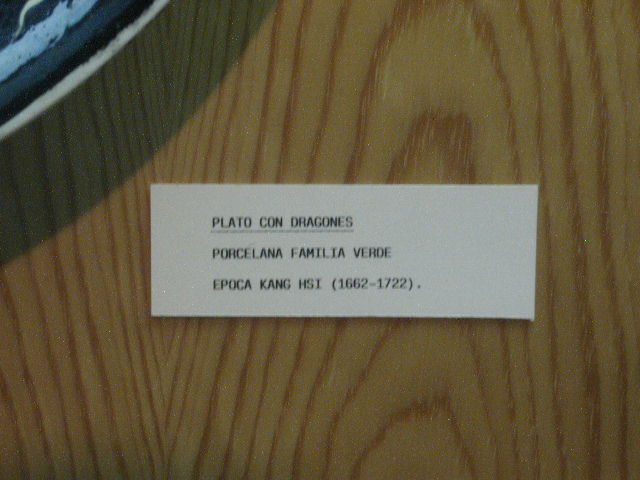 PLATO CON DRAGONES
PORCELANA FAMILIA VERDE
EPOCA KANG HSI (1662-1722).